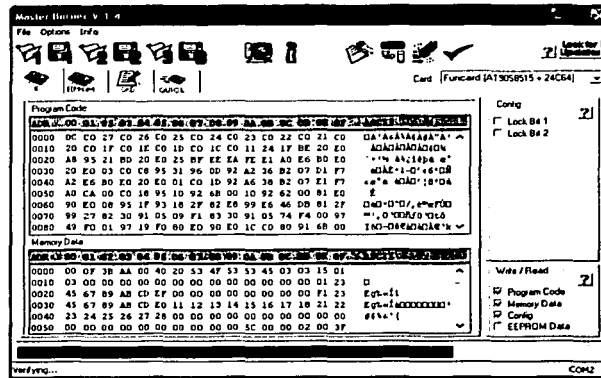 Master Burner V 1.4
File Options Info
Look for Updates
EEPROM QUICK
Card Funcard [AT90S8515 + 24C64]
Program Code
0000 0C C0 27 C0 26 C0 25 C0 24 C0 23 C0 22 C0 21 C0
0010 20 C0 1F C0 1E C0 1D C0 1C C0 11 24 1F BE 20 E0
0020 A8 95 21 BD 20 E0 25 BF EE EA FE E1 A0 E6 B0 E0
0030 20 E0 03 C0 C8 95 31 96 0D 92 A2 36 B2 07 D1 F7
0040 A2 E6 B0 E0 20 E0 01 C0 1D 92 A6 38 B2 07 E1 F7
0050 A0 CA 00 C0 18 95 10 92 6B 00 10 92 62 00 81 E0
0060 90 E0 08 95 1F 93 18 2F 82 E8 99 E6 46 DB 81 2F
0070 99 27 82 30 91 05 09 F1 83 30 91 05 74 F4 00 97
0080 49 F0 01 97 19 F0 80 E0 90 E0 1C C0 80 91 6B 00
Memory Data
0000 00 0F 3B AA 00 40 20 53 4F 53 53 45 03 03 15 01
0010 03 00 00 00 00 00 00 00 00 00 00 00 00 00 01 23
0020 45 67 89 AB CD EF 00 00 00 00 00 00 00 00 F1 23
0030 45 67 89 AB CD E0 11 12 13 14 15 16 17 18 21 22
0040 23 24 25 26 27 28 00 00 00 00 00 00 00 00 00 00
0050 00 00 00 00 00 00 00 00 00 00 5C 00 00 02 00 3F
Config
Lock Bit 1
Lock Bit 2
Write / Read
Program Code
Memory Data
Config
EEPROM Data
Verifying...
COM2